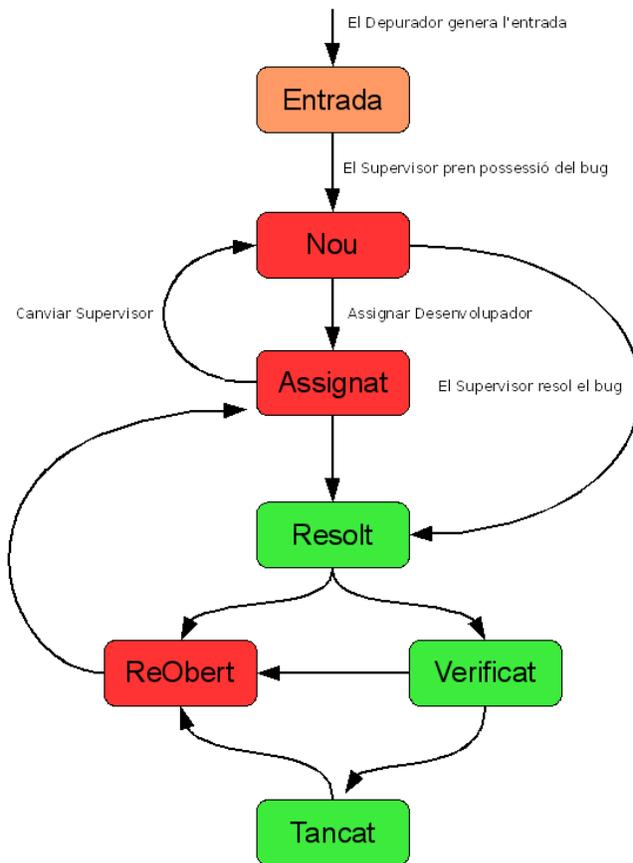 El Depurador genera l'entrada
Entrada
El Supervisor pren possessió del bug
Nou
Canviar Supervisor
Assignar Desenvolupador
Assignat
El Supervisor resol el bug
Resolt
ReObert
Verificat
Tancat